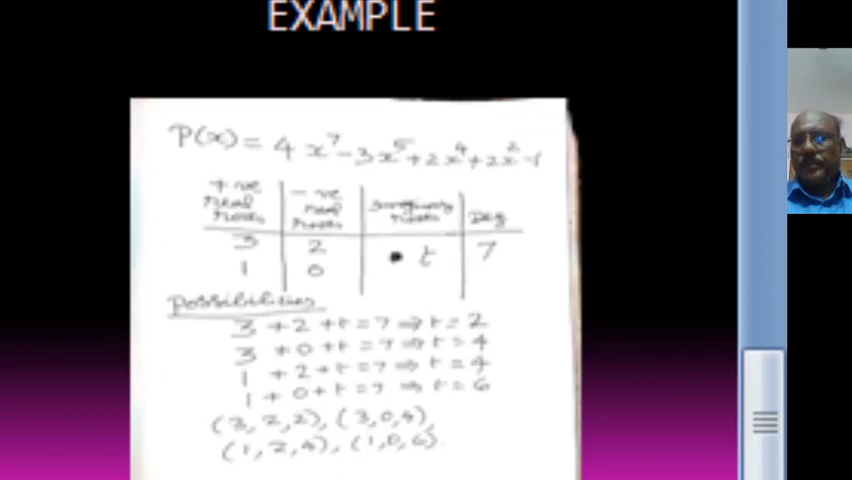 EXAMPLE
P(x) = 4x⁷ - 3x⁵ + 2x⁴ + 2x² - 1
+ve real roots | -ve real roots | imaginary roots | Deg
3 | 2 | t | 7
1 | 0
possibilities
3 + 2 + t = 7 ⇒ t = 2
3 + 0 + t = 7 ⇒ t = 4
1 + 2 + t = 7 ⇒ t = 4
1 + 0 + t = 7 ⇒ t = 6
(3, 2, 2), (3, 0, 4),
(1, 2, 4), (1, 0, 6).